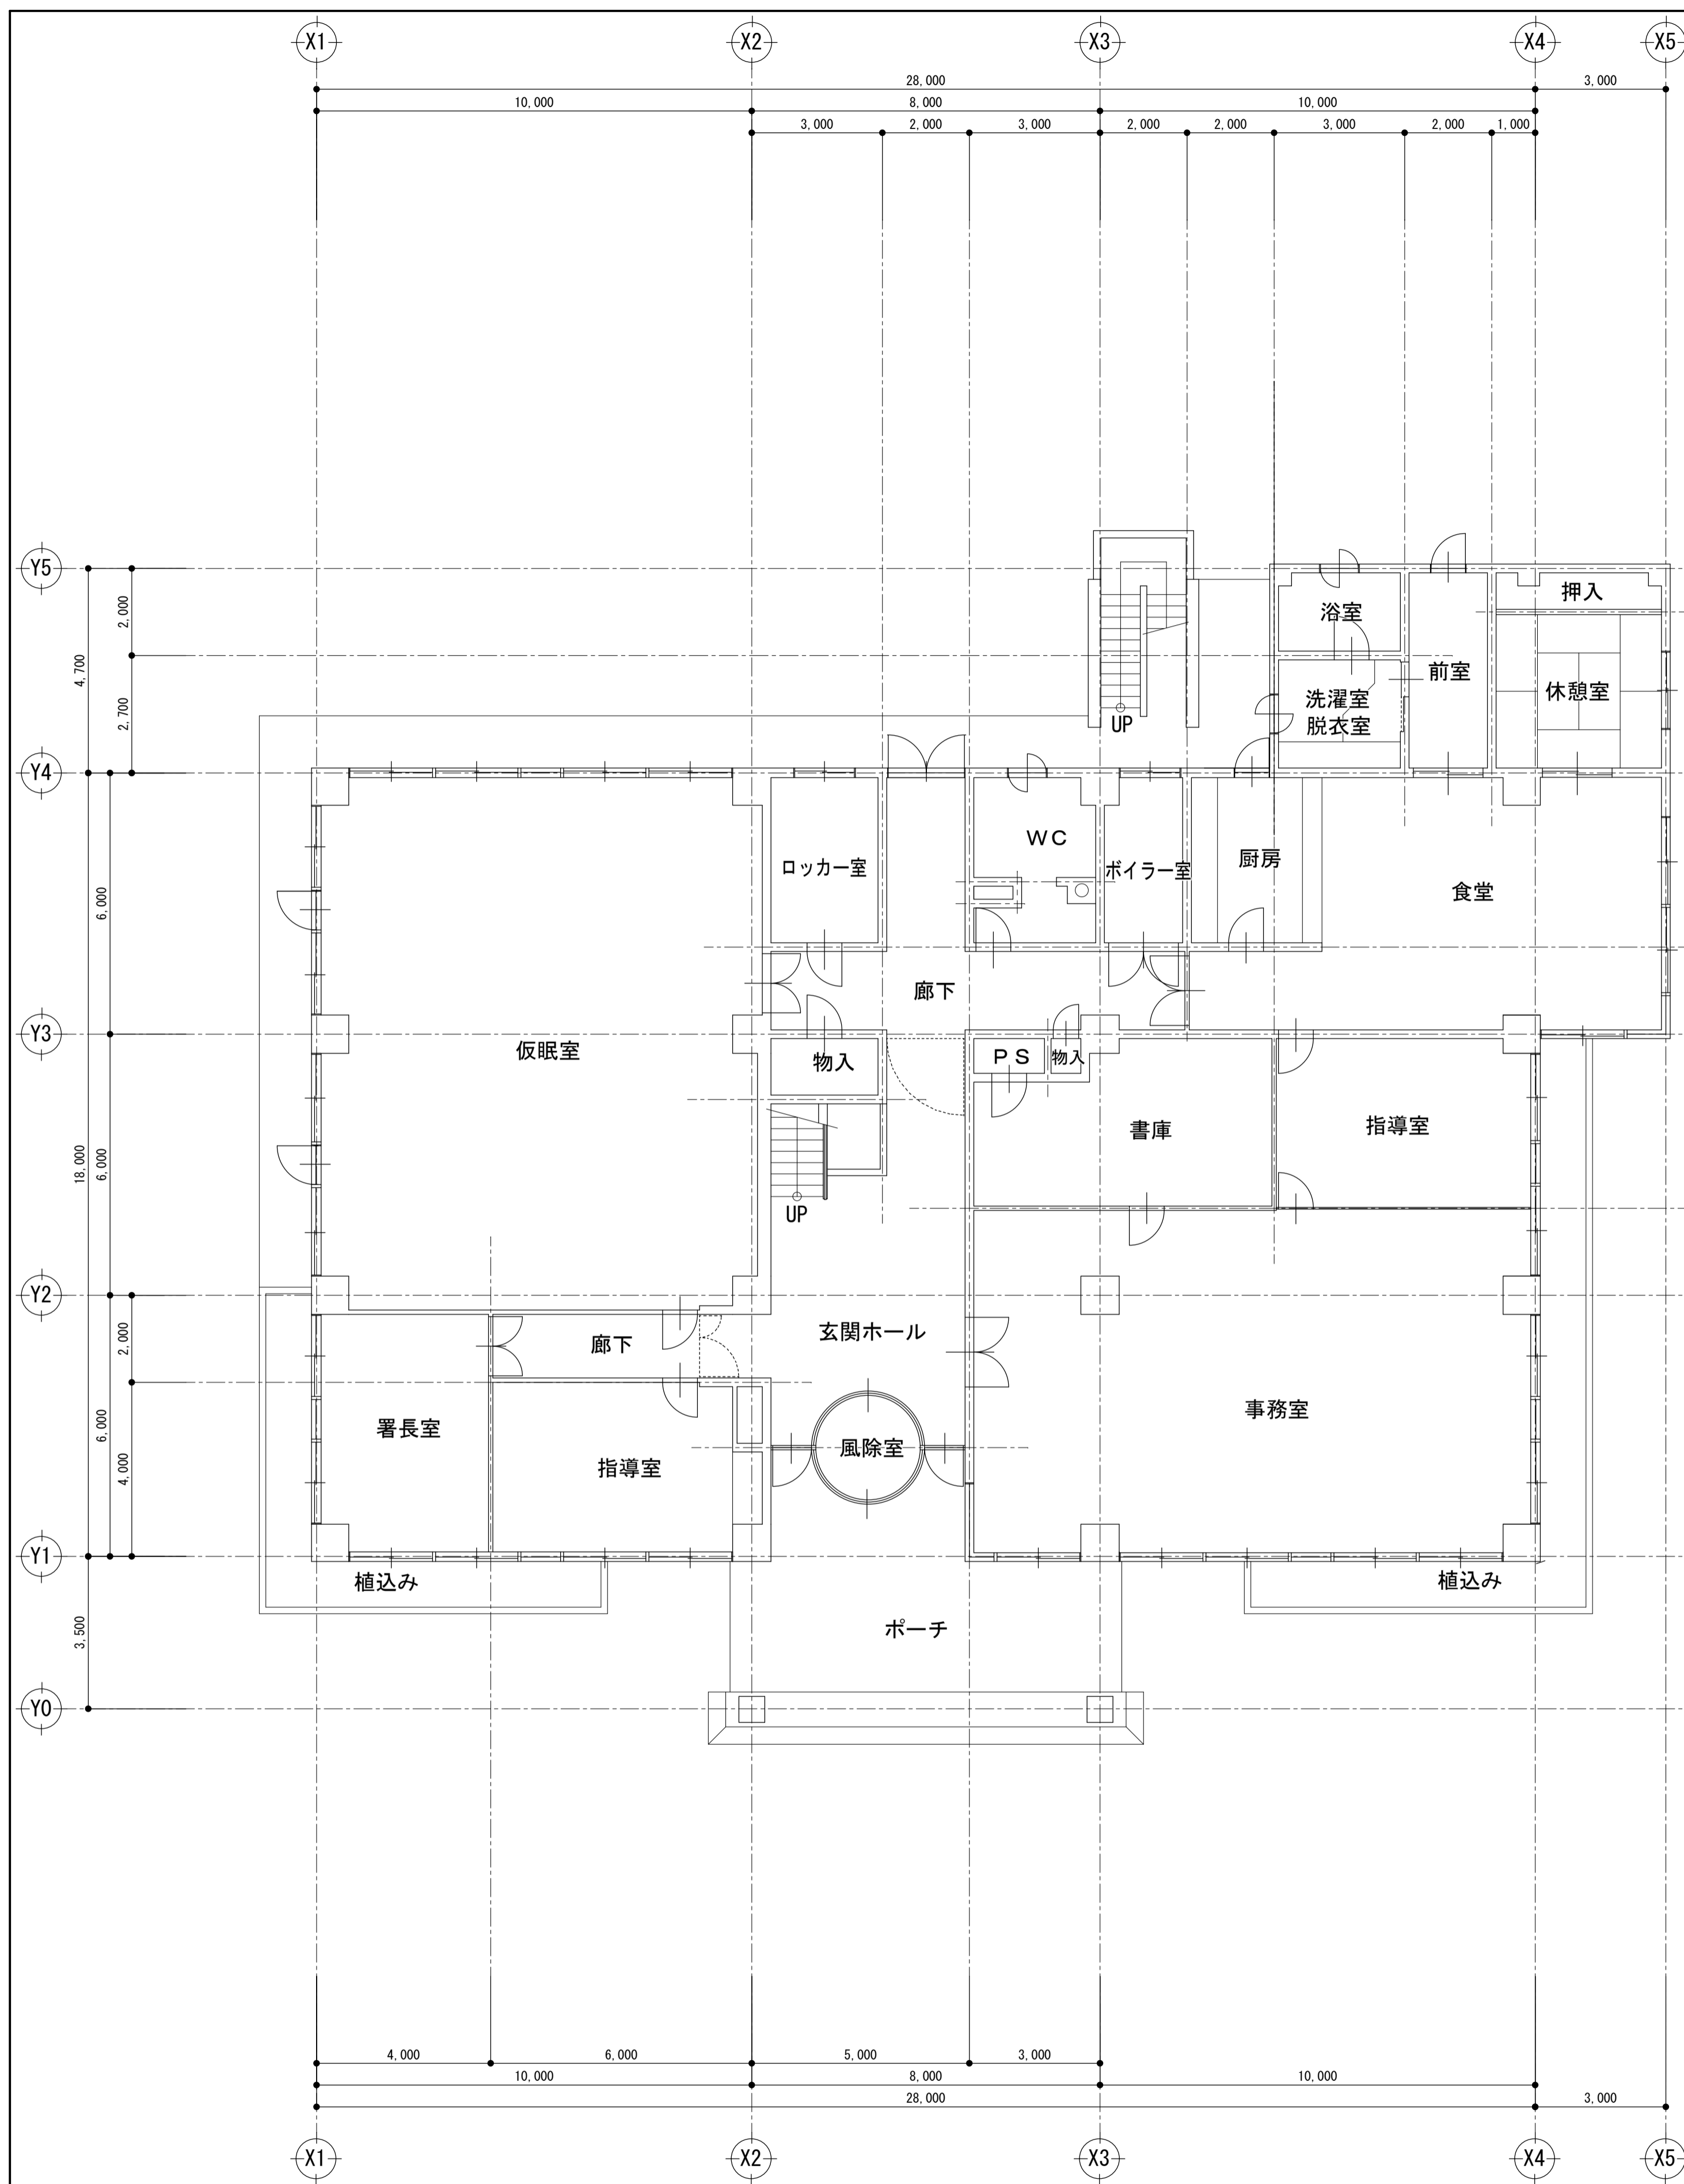 X1 X2 X3 X4 X5
28,000 3,000
10,000 8,000 10,000
3,000 2,000 3,000 2,000 2,000 3,000 2,000 1,000
Y5
2,000
4,700
2,700
Y4
6,000
Y3
18,000
6,000
Y2
2,000
6,000
4,000
Y1
3,500
Y0
押入
浴室
前室
休憩室
洗濯室
脱衣室
UP
WC
ロッカー室
ボイラー室
厨房
食堂
廊下
仮眠室
物入
PS
物入
書庫
指導室
UP
玄関ホール
廊下
署長室
事務室
風除室
指導室
植込み
植込み
ポーチ
4,000 6,000 5,000 3,000
10,000 8,000 10,000
28,000 3,000
X1 X2 X3 X4 X5